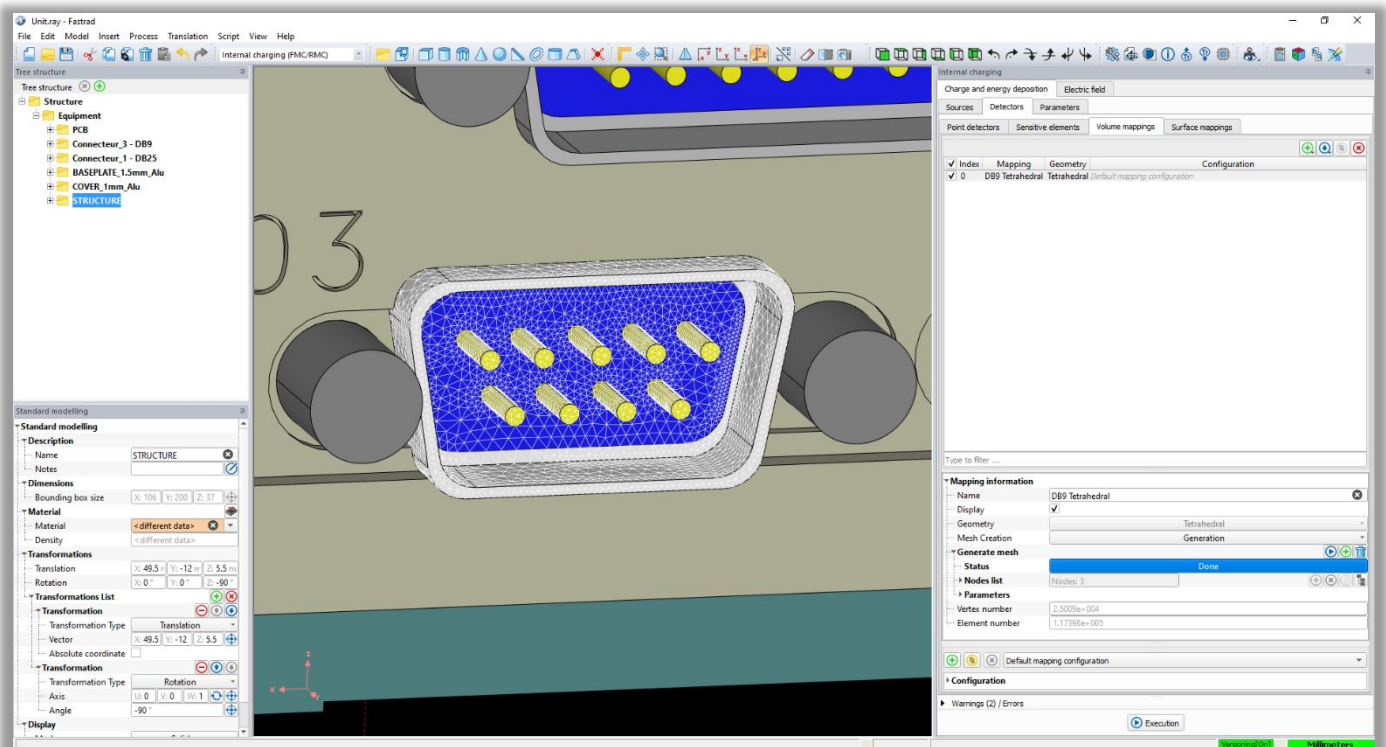 Unit.ray - Fastrad
File Edit Model Insert Process Translation Script View Help
Internal charging (FMC/RMC)
Tree structure
Tree structure
Structure
Equipment
PCB
Connecteur_3 - DB9
Connecteur_1 - DB25
BASEPLATE_1.5mm_Alu
COVER_1mm_Alu
STRUCTURE
Standard modelling
Standard modelling
Description
Name STRUCTURE
Notes
Dimensions
Bounding box size X: 106 Y: 200 Z: 37
Material
Material <different data>
Density <different data>
Transformations
Translation X: 49.5 Y: -12 Z: 5.5 m
Rotation X: 0 ° Y: 0 ° Z: -90 °
Transformations List
Transformation
Transformation Type Translation
Vector X: 49.5 Y: -12 Z: 5.5
Absolute coordinate
Transformation
Transformation Type Rotation
Axis U: 0 V: 0 W: 1
Angle -90 °
Display
03
z
x
Internal charging
Charge and energy deposition Electric field
Sources Detectors Parameters
Point detectors Sensitive elements Volume mappings Surface mappings
Index Mapping Geometry Configuration
0 DB9 Tetrahedral Tetrahedral Default mapping configuration
Type to filter ...
Mapping information
Name DB9 Tetrahedral
Display
Geometry Tetrahedral
Mesh Creation Generation
Generate mesh
Status Done
Nodes list Nodes: 3
Parameters
Vertex number 2.5009e+004
Element number 1.17398e+005
Default mapping configuration
Configuration
Warnings (2) / Errors
Execution
Versioning[On] Millimeters